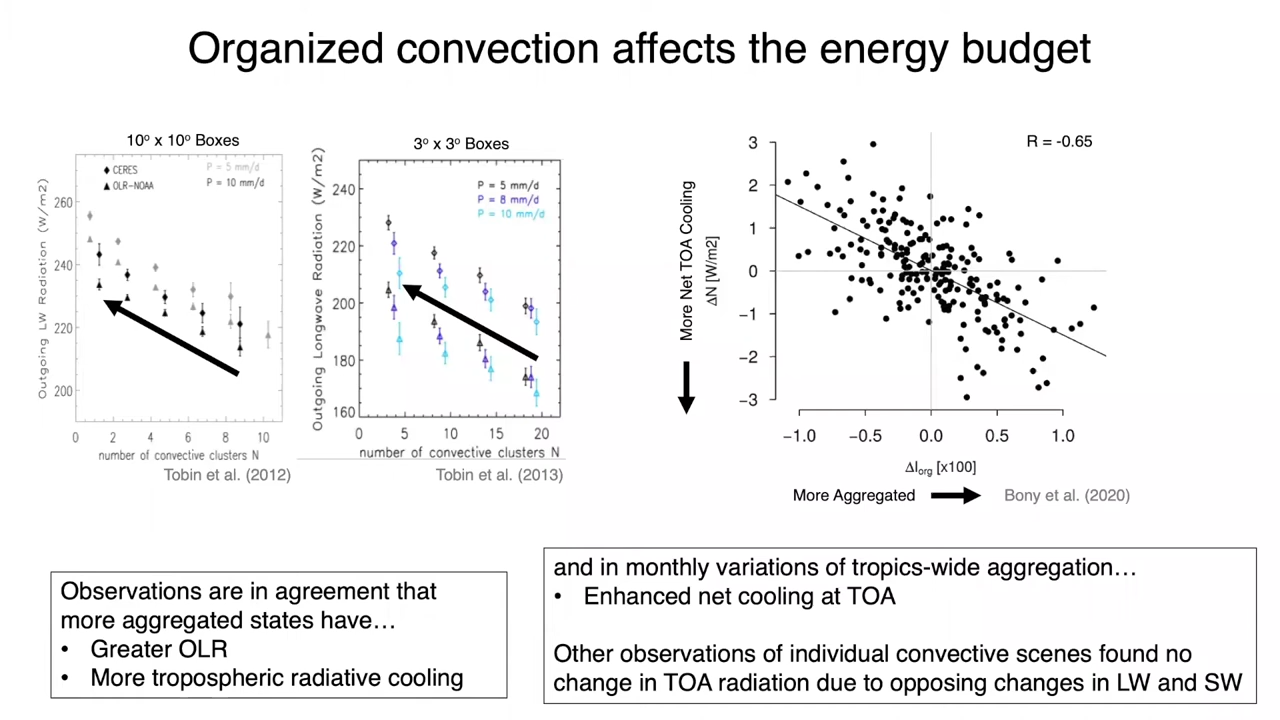 Organized convection affects the energy budget
10º x 10º Boxes
CERES
OLR-NOAA
P = 5 mm/d
P = 10 mm/d
Outgoing LW Radiation (W/m2)
260
240
220
200
0 2 4 6 8 10
number of convective clusters N
Tobin et al. (2012)
3º x 3º Boxes
P = 5 mm/d
P = 8 mm/d
P = 10 mm/d
Outgoing Longwave Radiation (W/m2)
240
220
200
180
160
0 5 10 15 20
number of convective clusters N
Tobin et al. (2013)
R = -0.65
More Net TOA Cooling
ΔN [W/m2]
3
2
1
0
−1
−2
−3
−1.0 −0.5 0.0 0.5 1.0
ΔIorg [x100]
More Aggregated
Bony et al. (2020)
Observations are in agreement that
more aggregated states have…
• Greater OLR
• More tropospheric radiative cooling
and in monthly variations of tropics-wide aggregation…
• Enhanced net cooling at TOA
Other observations of individual convective scenes found no
change in TOA radiation due to opposing changes in LW and SW